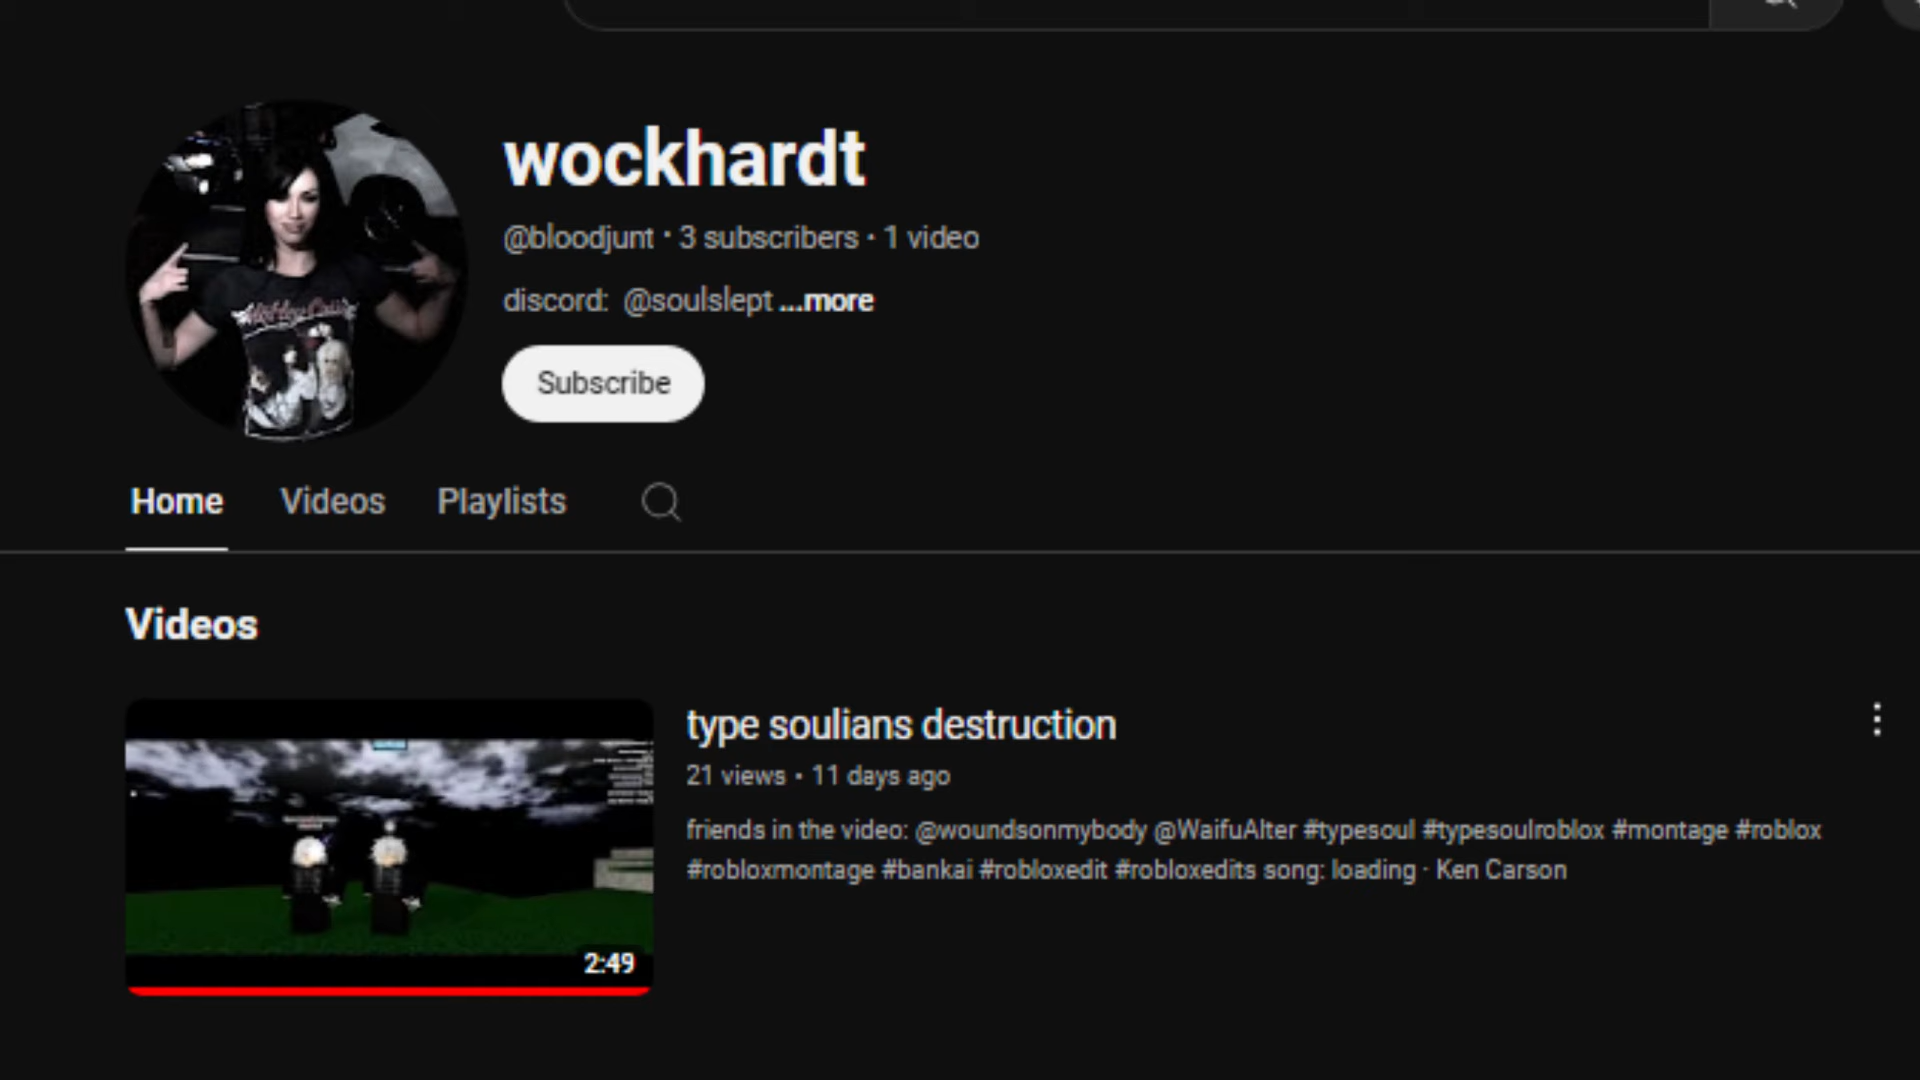 wockhardt
@bloodjunt · 3 subscribers · 1 video
discord: @soulslept ...more
Subscribe
Home Videos Playlists
Videos
type soulians destruction
21 views · 11 days ago
friends in the video: @woundsonmybody @WaifuAlter #typesoul #typesoulroblox #montage #roblox
#robloxmontage #bankai #robloxedit #robloxedits song: loading · Ken Carson
2:49